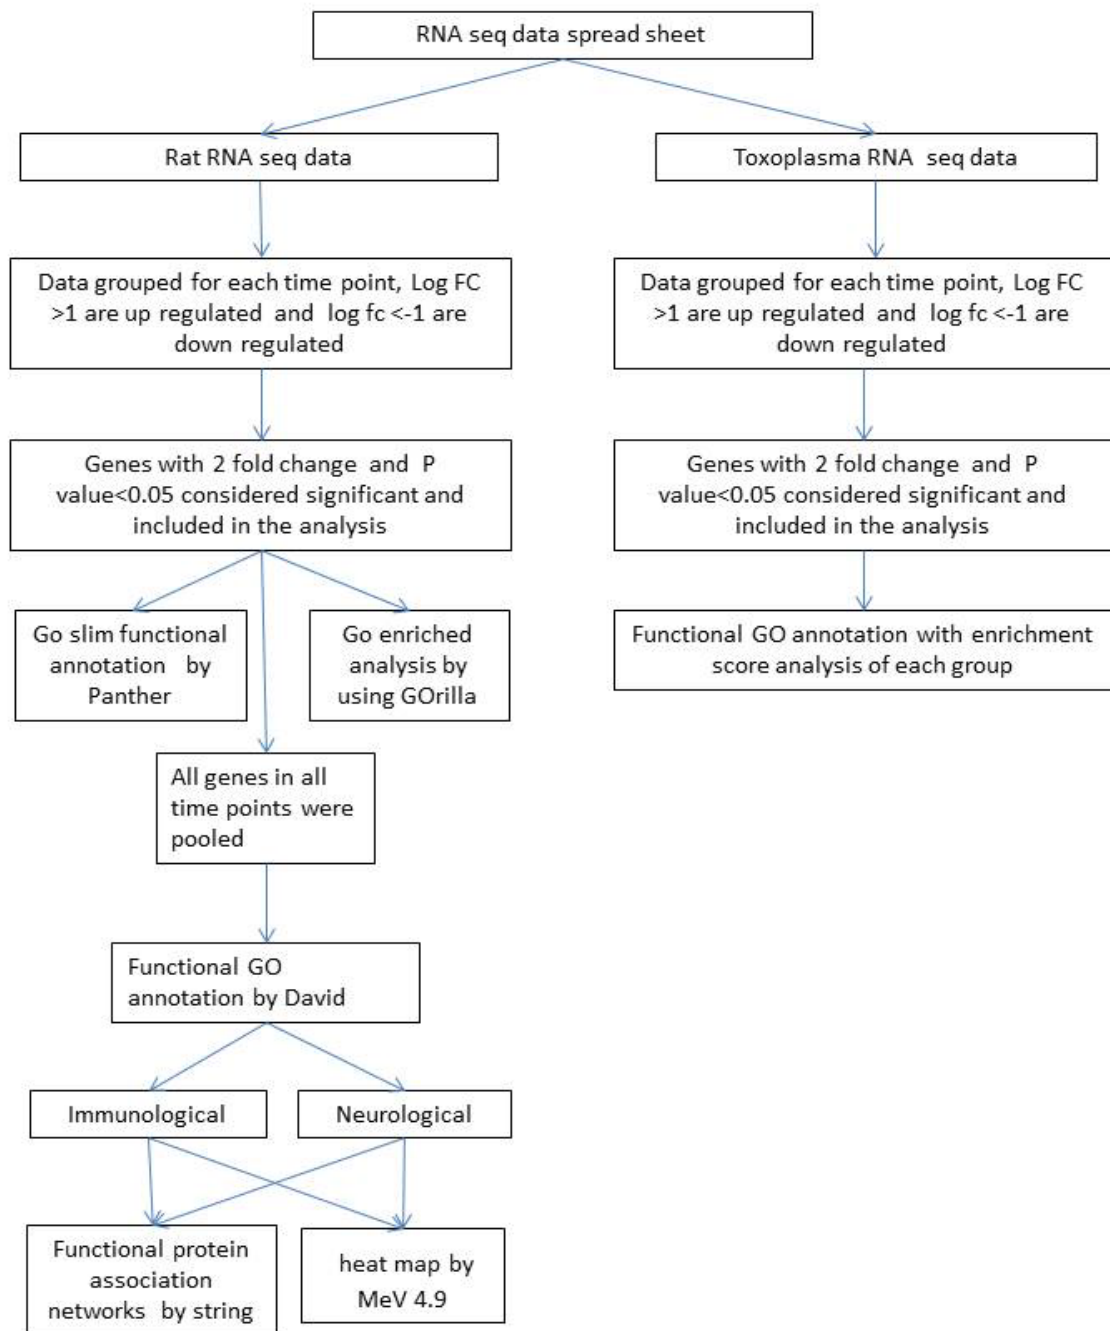 RNA seq data spread sheet
Rat RNA seq data
Toxoplasma RNA seq data
Data grouped for each time point, Log FC
>1 are up regulated and log fc <-1 are
down regulated
Data grouped for each time point, Log FC
>1 are up regulated and log fc <-1 are
down regulated
Genes with 2 fold change and P
value<0.05 considered significant and
included in the analysis
Genes with 2 fold change and P
value<0.05 considered significant and
included in the analysis
Go slim functional
annotation by
Panther
Go enriched
analysis by
using GOrilla
Functional GO annotation with enrichment
score analysis of each group
All genes in all
time points were
pooled
Functional GO
annotation by David
Immunological
Neurological
Functional protein
association
networks by string
heat map by
MeV 4.9